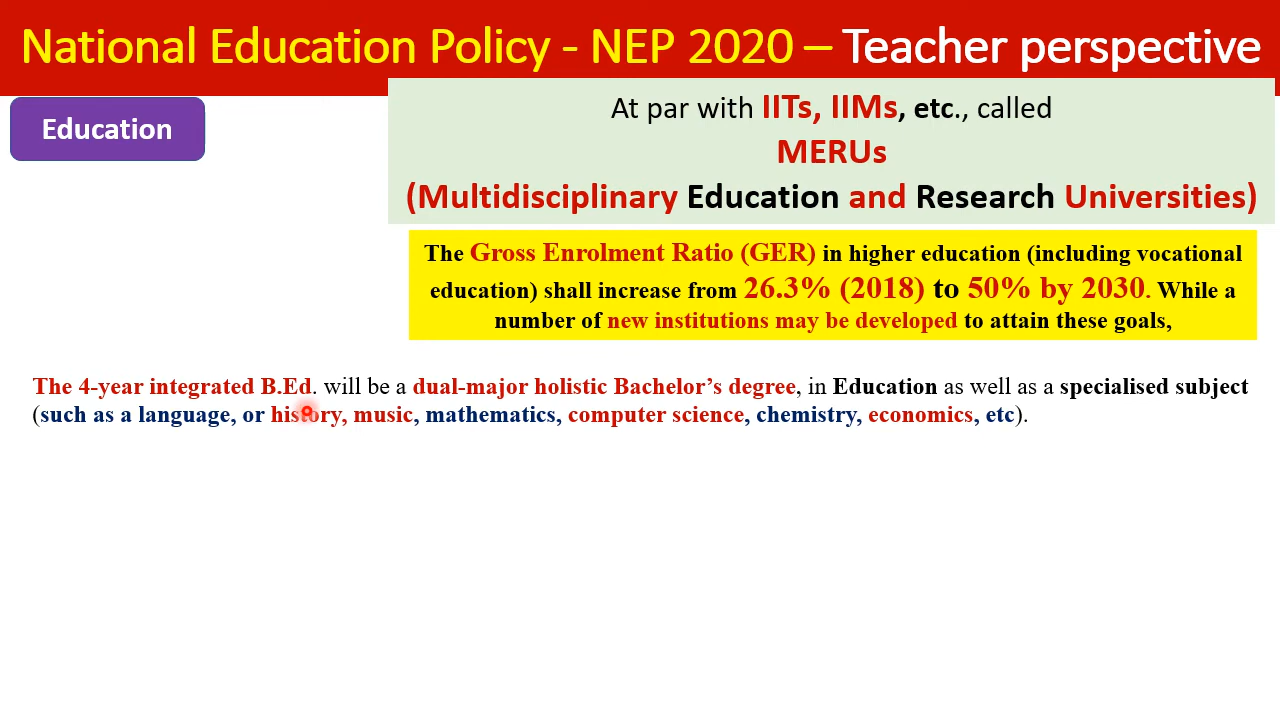 National Education Policy - NEP 2020 – Teacher perspective
Education
At par with IITs, IIMs, etc., called
MERUs
(Multidisciplinary Education and Research Universities)
The Gross Enrolment Ratio (GER) in higher education (including vocational
education) shall increase from 26.3% (2018) to 50% by 2030. While a
number of new institutions may be developed to attain these goals,
The 4-year integrated B.Ed. will be a dual-major holistic Bachelor’s degree, in Education as well as a specialised subject
(such as a language, or history, music, mathematics, computer science, chemistry, economics, etc).